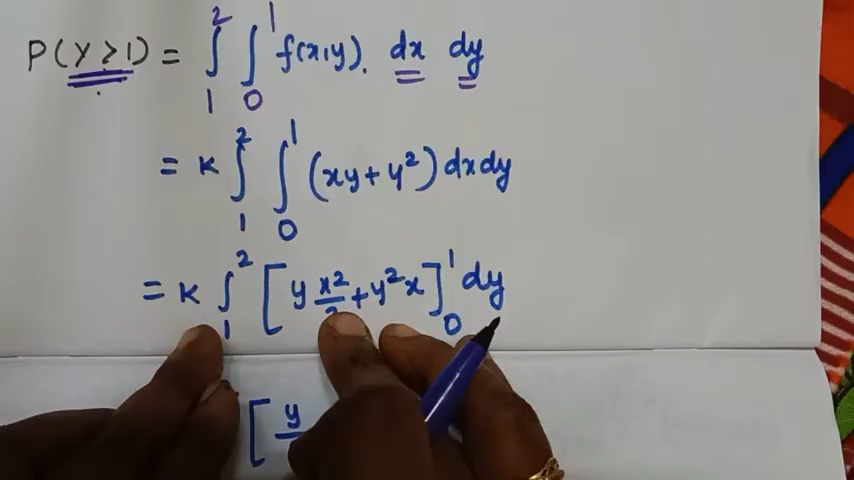 P(Y>1) = ∫₁² ∫₀¹ f(x,y). dx dy
= K ∫₁² ∫₀¹ (xy + y²) dx dy
= K ∫₁² [y x²/2 + y²x]₀¹ dy
[y